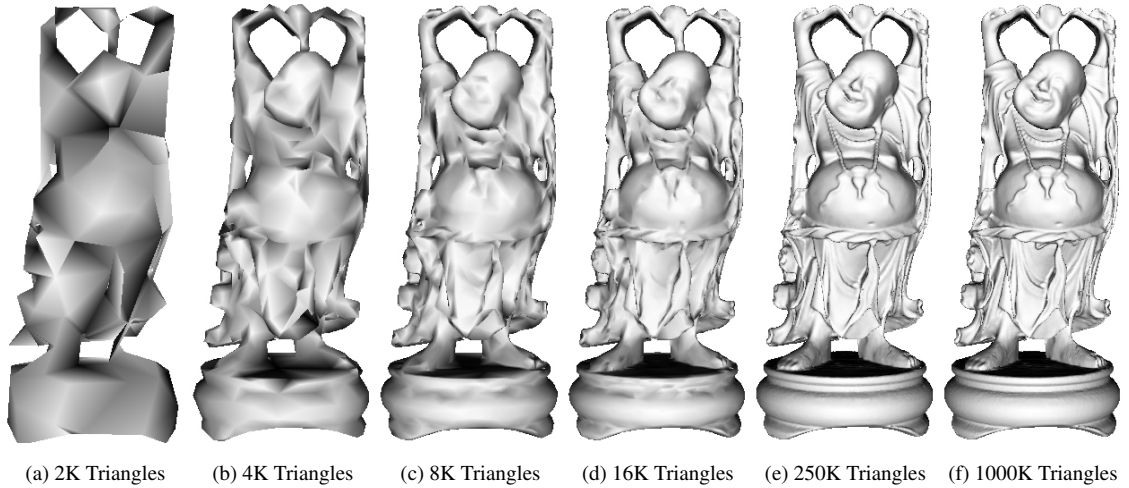 (a) 2K Triangles
(b) 4K Triangles
(c) 8K Triangles
(d) 16K Triangles
(e) 250K Triangles
(f) 1000K Triangles